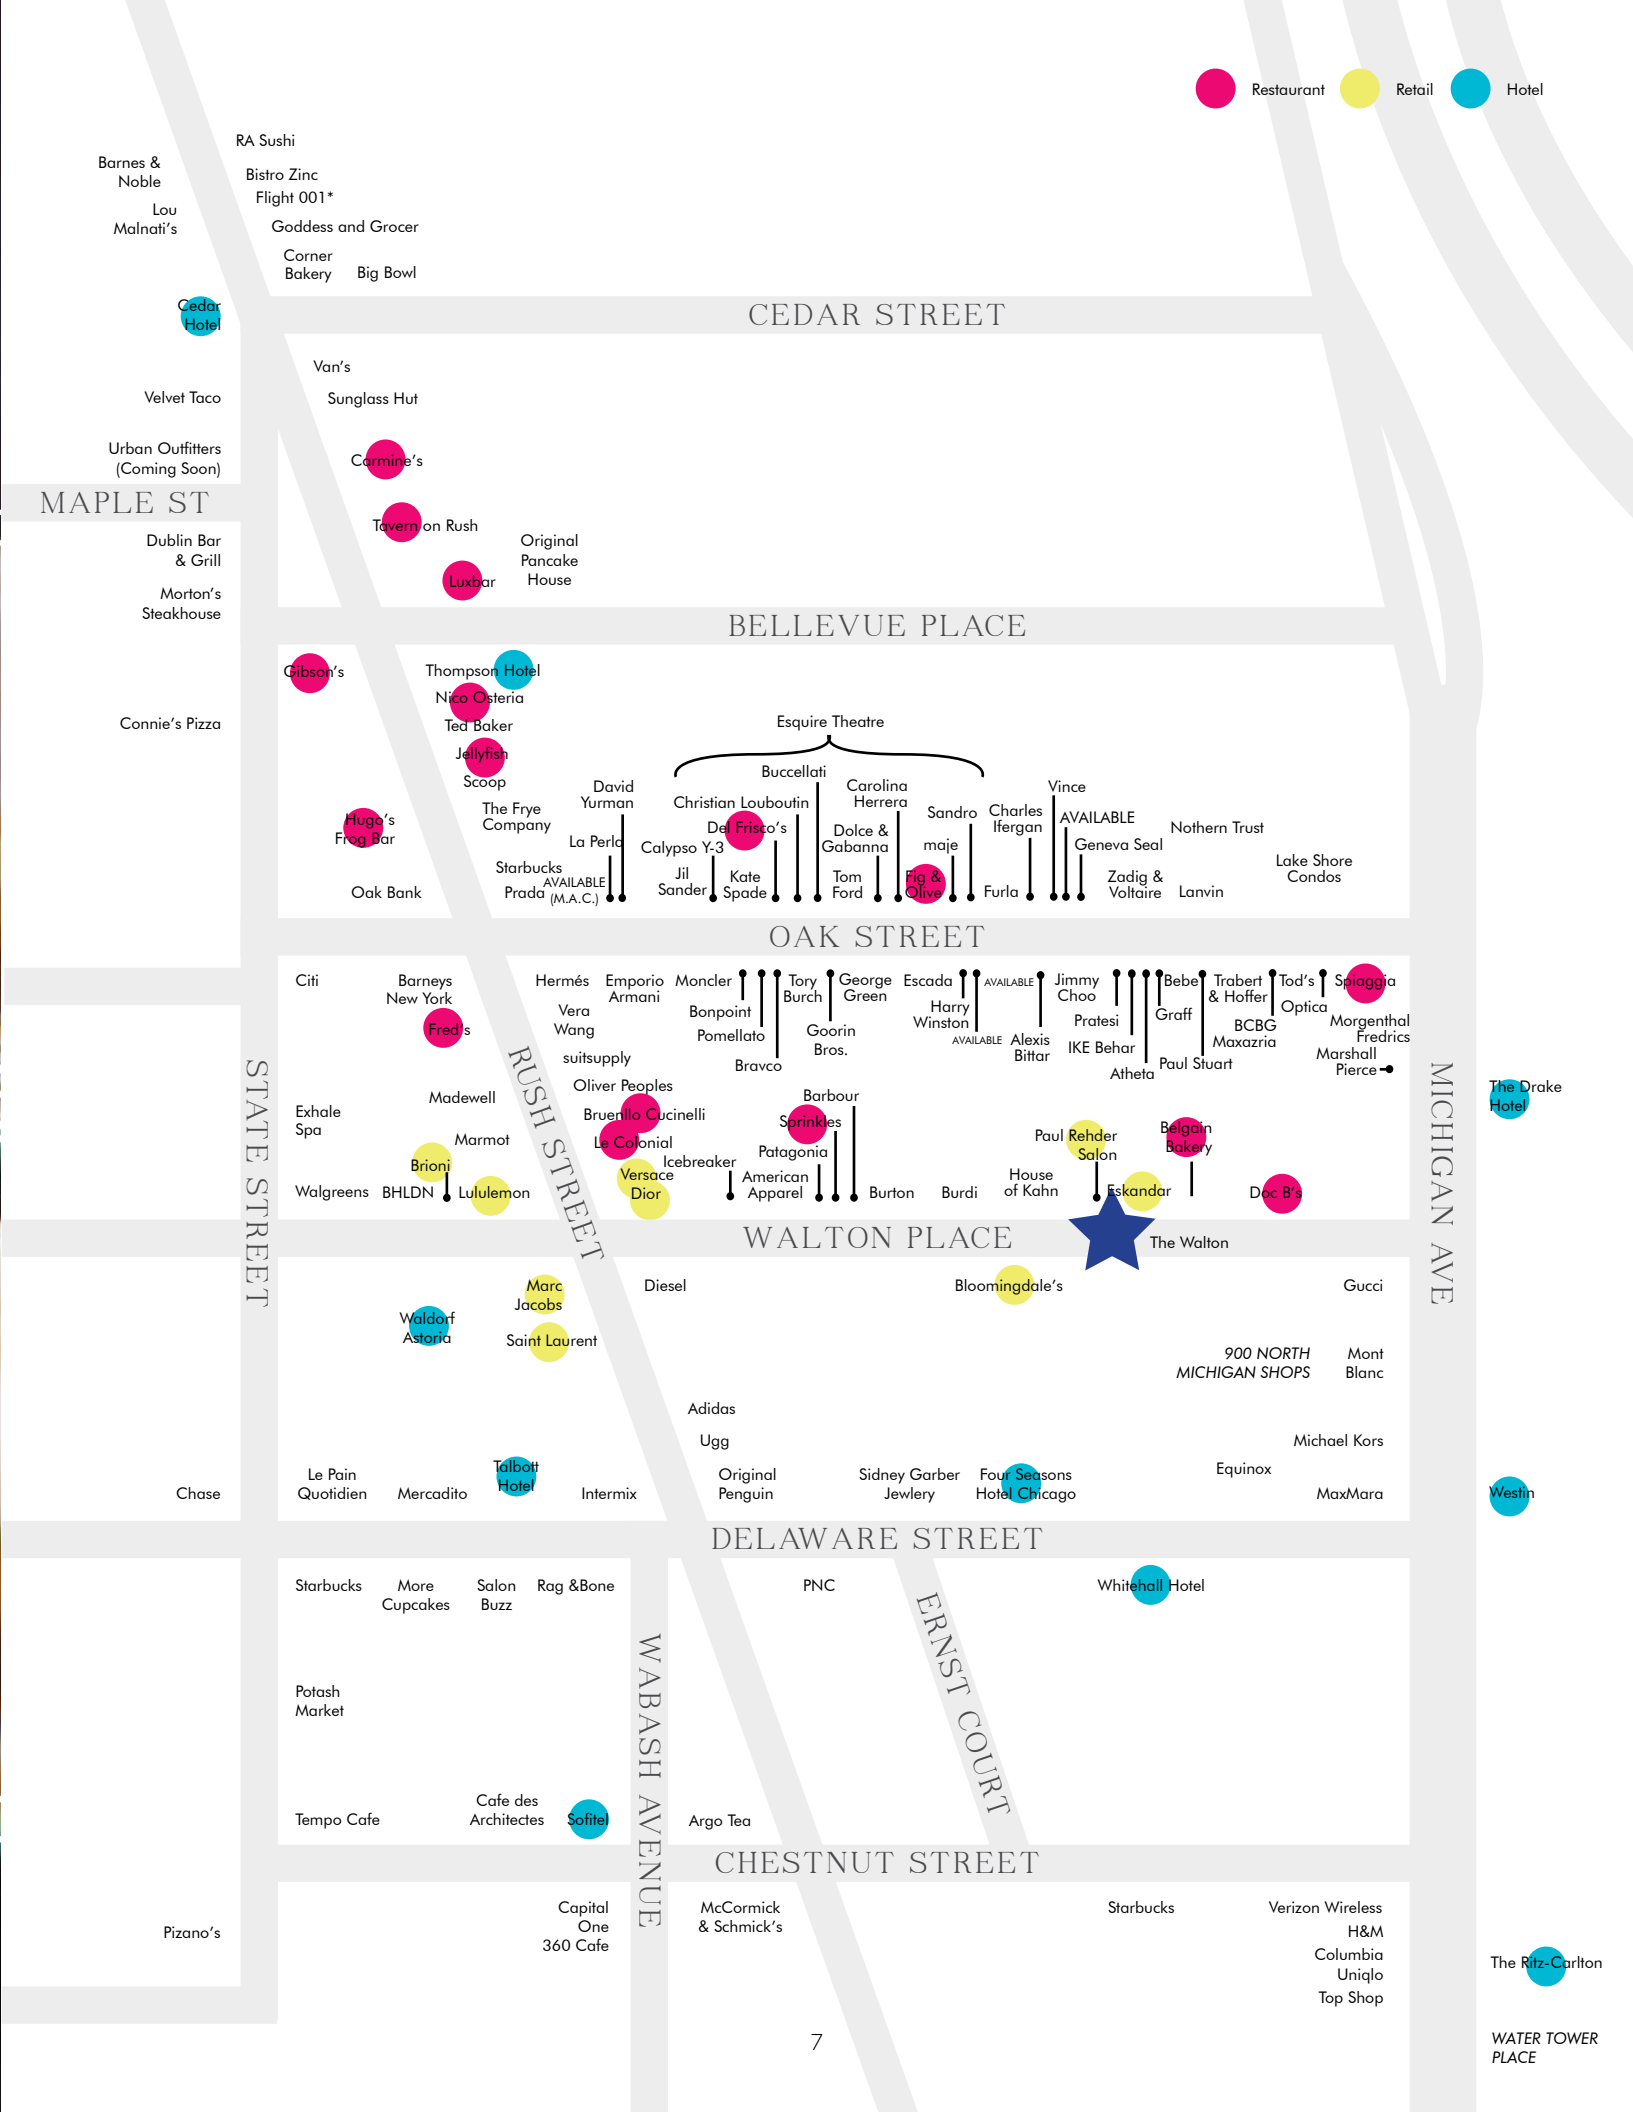 Restaurant
Retail
Hotel
RA Sushi
Barnes &
Noble
Bistro Zinc
Flight 001*
Lou
Malnati's
Goddess and Grocer
Corner
Bakery
Big Bowl
Cedar
Hotel
CEDAR STREET
Van's
Velvet Taco
Sunglass Hut
Urban Outfitters
(Coming Soon)
Carmine's
MAPLE ST
Tavern on Rush
Dublin Bar
& Grill
Original
Pancake
House
Luxbar
Morton's
Steakhouse
BELLEVUE PLACE
Gibson's
Thompson Hotel
Nico Osteria
Connie's Pizza
Ted Baker
Esquire Theatre
Jellyfish
Scoop
Buccellati
David
Yurman
Carolina
Herrera
Vince
Christian Louboutin
The Frye
Company
Sandro
Charles
Ifergan
AVAILABLE
Hugo's
Frog Bar
Del Frisco's
Dolce &
Gabanna
Nothern Trust
La Perla
Calypso Y-3
maje
Geneva Seal
Lake Shore
Condos
Starbucks
Jil
Sander
Kate
Spade
Tom
Ford
Fig &
Olive
Zadig &
Voltaire
Oak Bank
Prada
AVAILABLE
(M.A.C.)
Furla
Lanvin
OAK STREET
Citi
Barneys
New York
Hermés
Emporio
Armani
Moncler
Tory
Burch
George
Green
Escada
AVAILABLE
Jimmy
Choo
Bebe
Trabert
& Hoffer
Tod's
Spiaggia
Vera
Wang
Bonpoint
Harry
Winston
Graff
Optica
Fred's
Pomellato
Goorin
Bros.
Pratesi
BCBG
Maxazria
Morgenthal
Fredrics
AVAILABLE
Alexis
Bittar
IKE Behar
suitsupply
Bravco
Atheta
Paul Stuart
Marshall
Pierce
Oliver Peoples
The Drake
Hotel
Madewell
Barbour
Exhale
Spa
Bruenllo Cucinelli
Sprinkles
Marmot
Le Colonial
Paul Rehder
Salon
Belgain
Bakery
Patagonia
Brioni
Icebreaker
Versace
Dior
American
Apparel
House
of Kahn
Walgreens
BHLDN
Lululemon
Burton
Burdi
Eskandar
Doc B's
STATE STREET
RUSH STREET
MICHIGAN AVE
WALTON PLACE
The Walton
Marc
Jacobs
Diesel
Bloomingdale's
Gucci
Waldorf
Astoria
Saint Laurent
900 NORTH
MICHIGAN SHOPS
Mont
Blanc
Adidas
Ugg
Michael Kors
Le Pain
Quotidien
Talbott
Hotel
Original
Penguin
Sidney Garber
Jewlery
Four Seasons
Hotel Chicago
Equinox
Chase
Mercadito
Intermix
MaxMara
Westin
DELAWARE STREET
Starbucks
More
Cupcakes
Salon
Buzz
Rag &Bone
PNC
Whitehall Hotel
ERNST COURT
WABASH AVENUE
Potash
Market
Tempo Cafe
Cafe des
Architectes
Sofitel
Argo Tea
CHESTNUT STREET
Capital
One
360 Cafe
McCormick
& Schmick's
Starbucks
Verizon Wireless
H&M
Pizano's
Columbia
Uniqlo
Top Shop
The Ritz-Carlton
7
WATER TOWER
PLACE